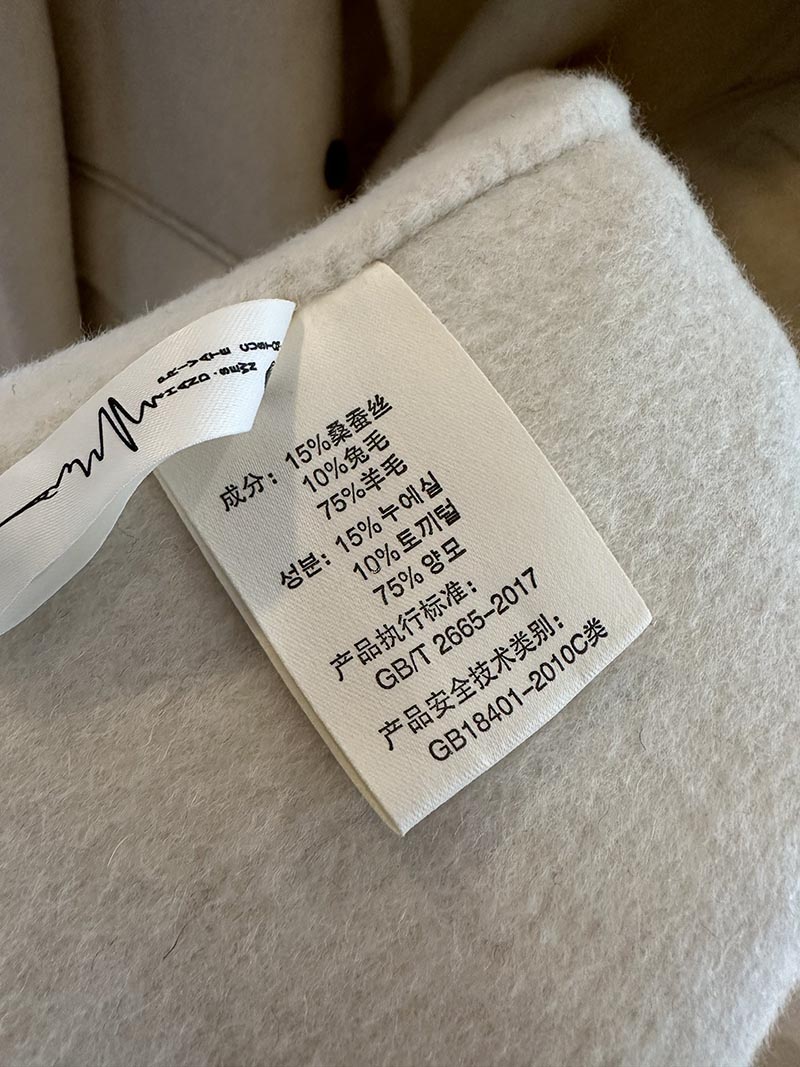 PRIVATE
HAND.
成分：15%桑蚕丝
10%兔毛
75%羊毛
성분: 15%누에실
10%토끼털
75%양모
产品执行标准：
GB/T 2665-2017
产品安全技术类别：
GB18401-2010C类